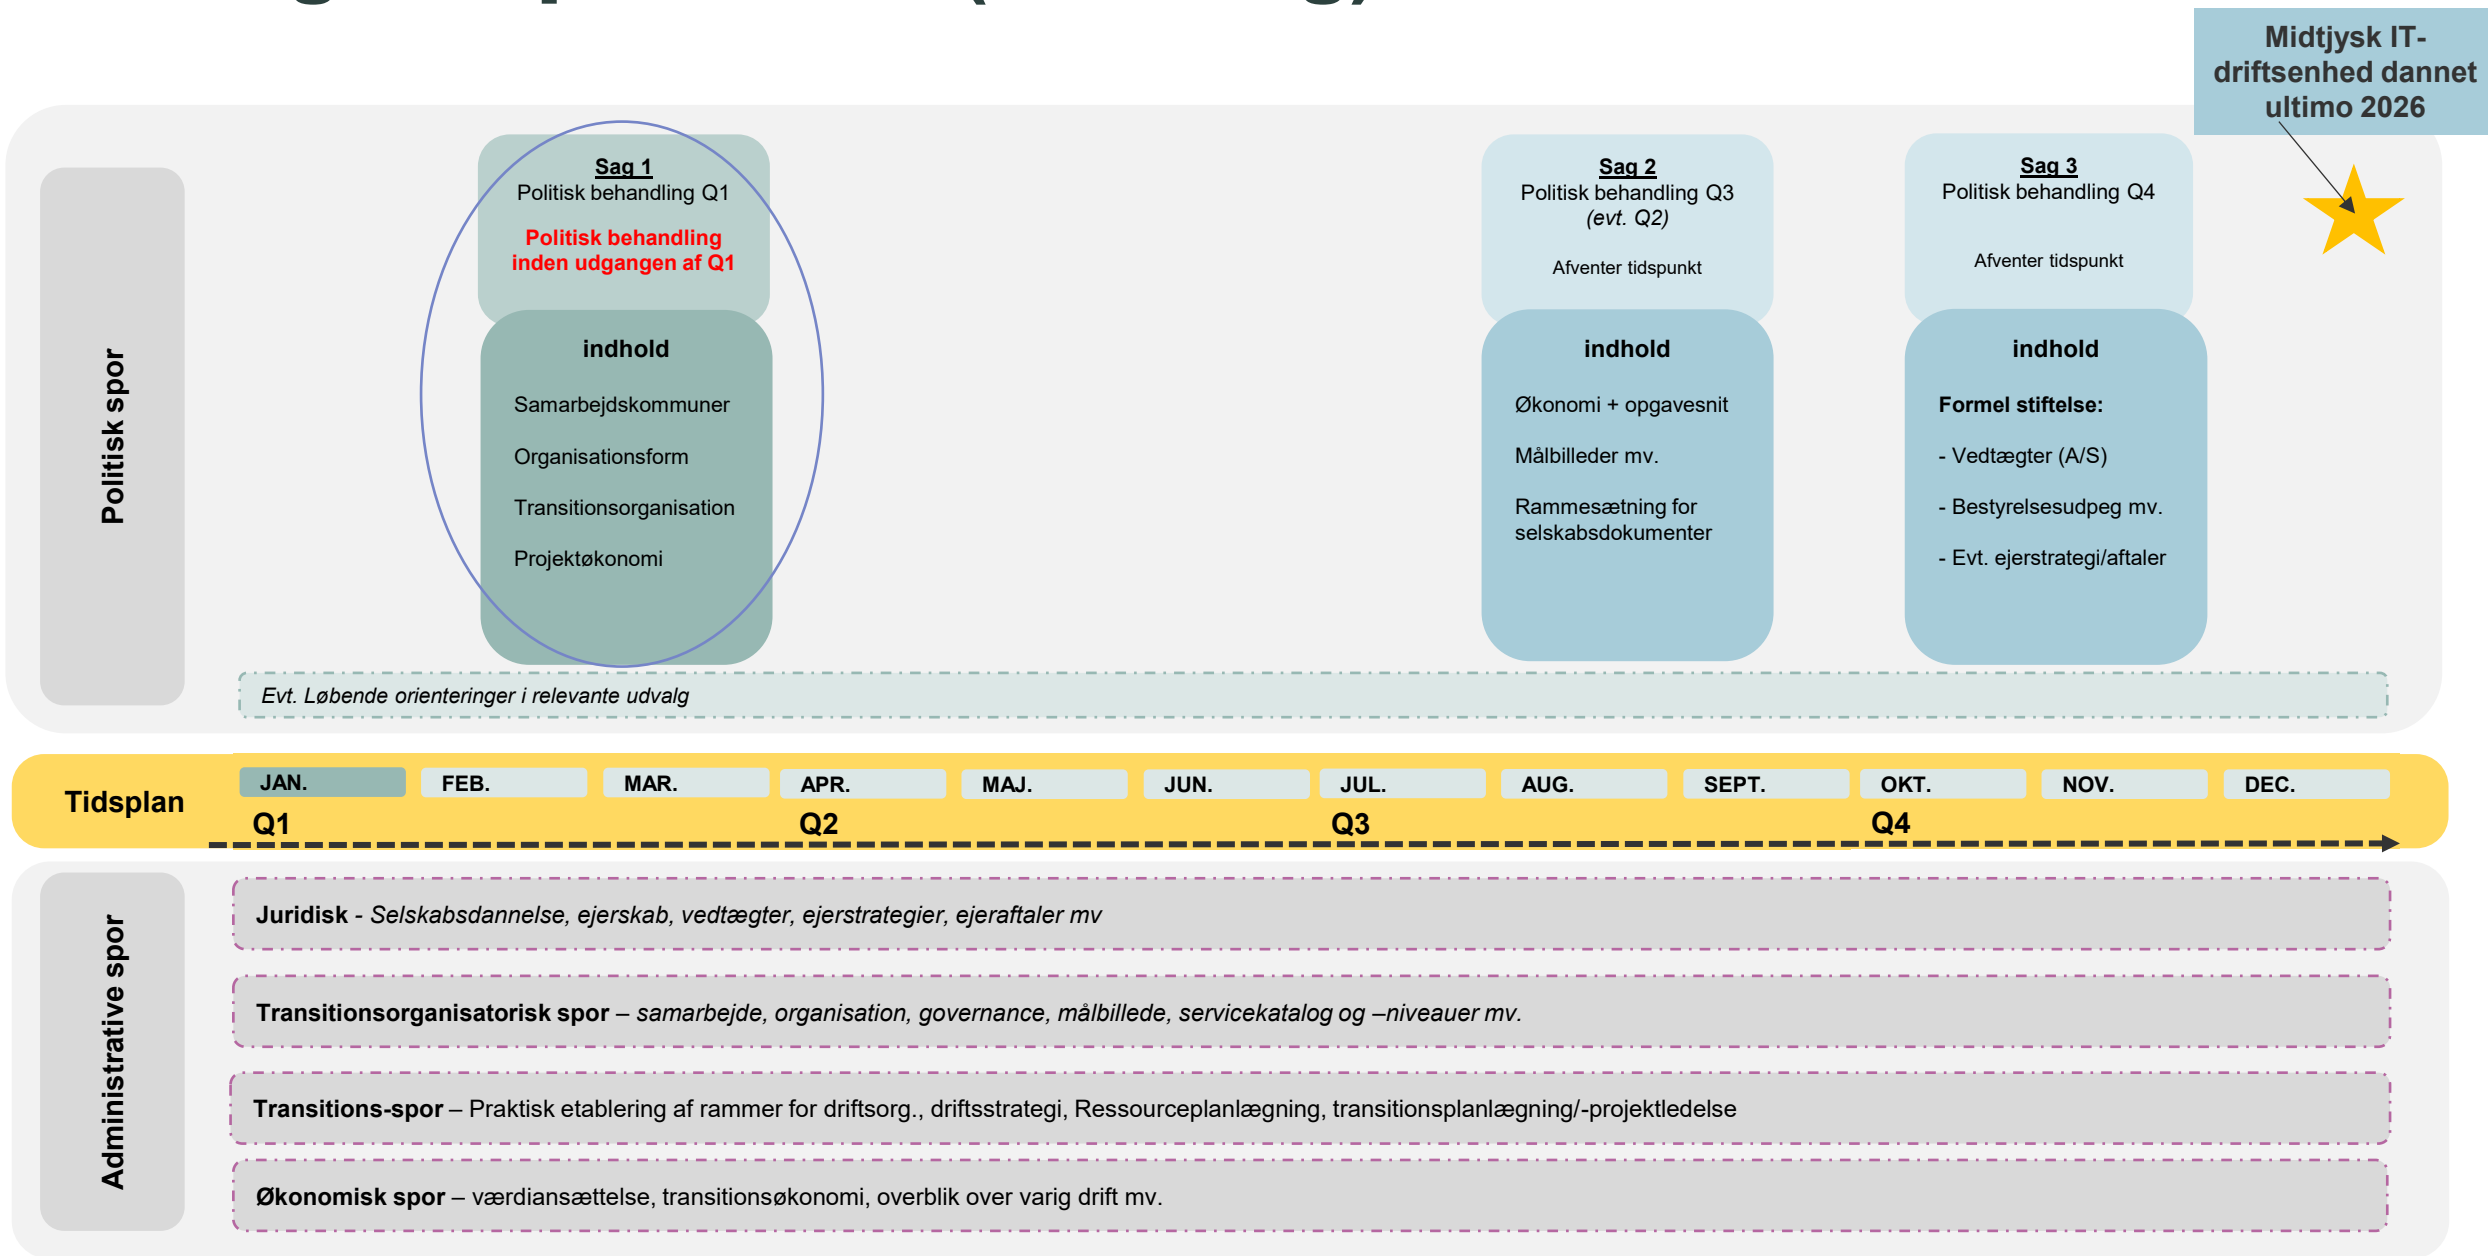 Midtjysk IT-
driftsenhed dannet
ultimo 2026
Politisk spor
Sag 1
Politisk behandling Q1
Politisk behandling
inden udgangen af Q1
indhold
Samarbejdskommuner
Organisationsform
Transitionsorganisation
Projektøkonomi
Sag 2
Politisk behandling Q3
(evt. Q2)
Afventer tidspunkt
indhold
Økonomi + opgavesnit
Målbilleder mv.
Rammesætning for
selskabsdokumenter
Sag 3
Politisk behandling Q4
Afventer tidspunkt
indhold
Formel stiftelse:
- Vedtægter (A/S)
- Bestyrelsesudpeg mv.
- Evt. ejerstrategi/aftaler
Evt. Løbende orienteringer i relevante udvalg
Tidsplan
JAN. FEB. MAR. APR. MAJ. JUN. JUL. AUG. SEPT. OKT. NOV. DEC.
Q1 Q2 Q3 Q4
Administrative spor
Juridisk - Selskabsdannelse, ejerskab, vedtægter, ejerstrategier, ejeraftaler mv
Transitionsorganisatorisk spor – samarbejde, organisation, governance, målbillede, servicekatalog og –niveauer mv.
Transitions-spor – Praktisk etablering af rammer for driftsorg., driftsstrategi, Ressourceplanlægning, transitionsplanlægning/-projektledelse
Økonomisk spor – værdiansættelse, transitionsøkonomi, overblik over varig drift mv.